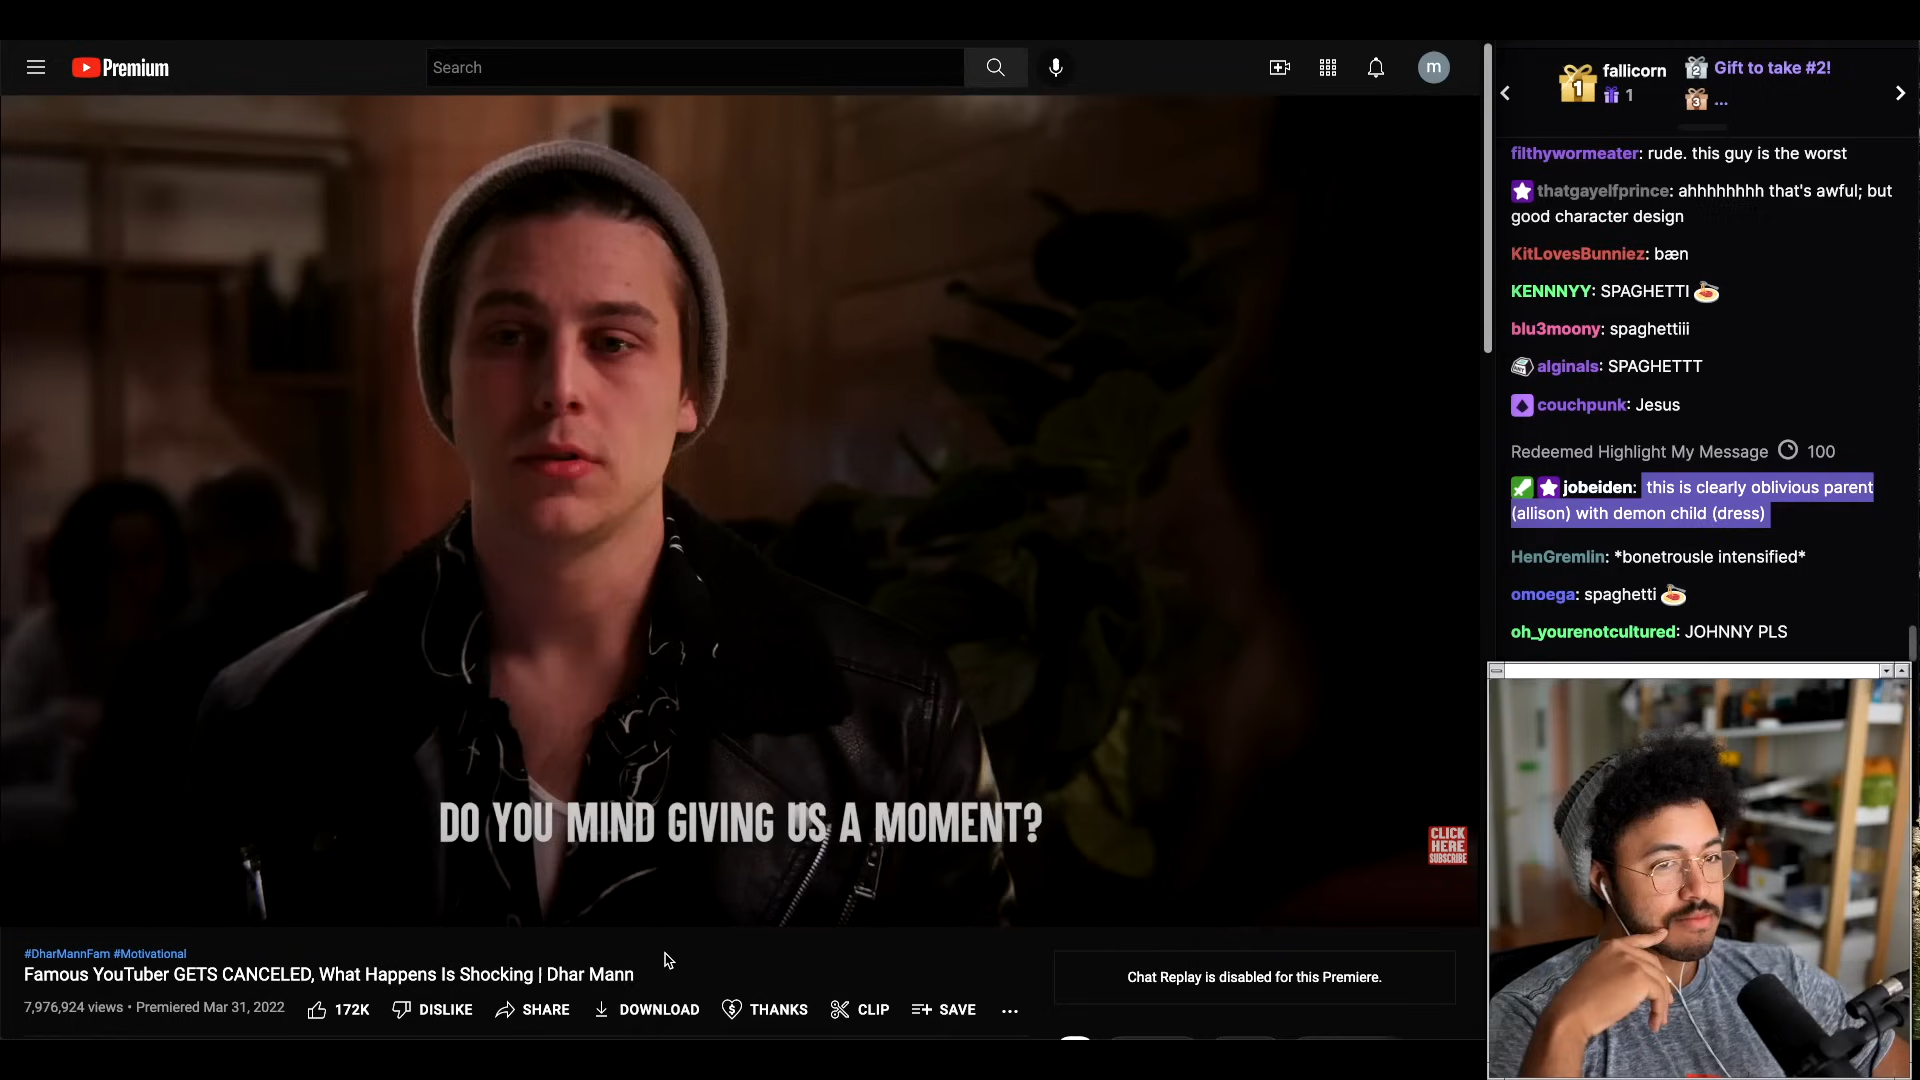 Premium
Search
m
DO YOU MIND GIVING US A MOMENT?
CLICK
HERE
SUBSCRIBE
#DharMannFam #Motivational
Famous YouTuber GETS CANCELED, What Happens Is Shocking | Dhar Mann
7,976,924 views • Premiered Mar 31, 2022
172K
DISLIKE
SHARE
DOWNLOAD
THANKS
CLIP
SAVE
...
Chat Replay is disabled for this Premiere.
1
fallicorn
1
2
Gift to take #2!
3
...
filthywormeater: rude. this guy is the worst
thatgayelfprince: ahhhhhhhh that's awful; but
good character design
KitLovesBunniez: bæn
KENNNYY: SPAGHETTI
blu3moony: spaghettiii
alginals: SPAGHETTT
couchpunk: Jesus
Redeemed Highlight My Message 100
jobeiden: this is clearly oblivious parent
(allison) with demon child (dress)
HenGremlin: *bonetrousle intensified*
omoega: spaghetti
oh_yourenotcultured: JOHNNY PLS